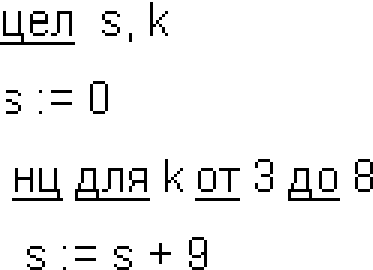 цел s, k
s := 0
нц для k от 3 до 8
s := s + 9